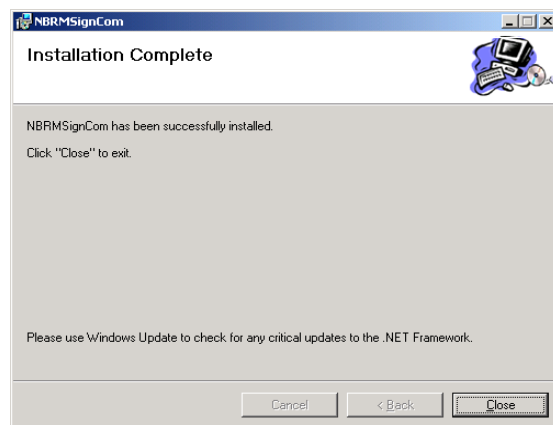 NBRMSignCom
Installation Complete
NBRMSignCom has been successfully installed.
Click "Close" to exit.
Please use Windows Update to check for any critical updates to the .NET Framework.
Cancel
< Back
Close